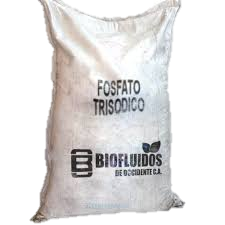 FOSFATO
TRISODICO
BIOFLUIDOS
DE OCCIDENTE C.A.